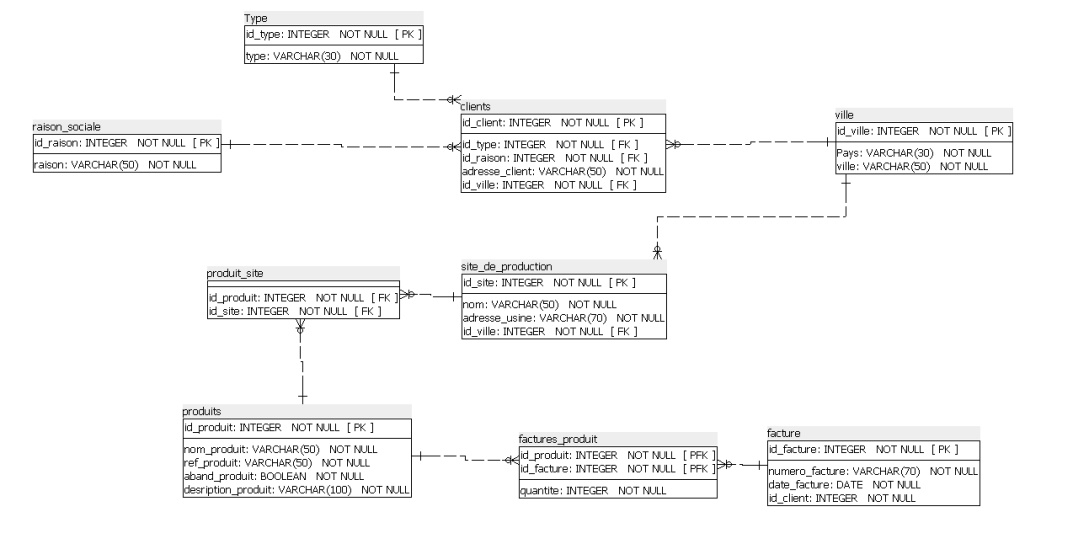 Type
id_type: INTEGER NOT NULL [ PK ]
type: VARCHAR(30) NOT NULL
clients
id_client: INTEGER NOT NULL [ PK ]
id_type: INTEGER NOT NULL [ FK ]
id_raison: INTEGER NOT NULL [ FK ]
adresse_client: VARCHAR(50) NOT NULL
id_ville: INTEGER NOT NULL [ FK ]
ville
id_ville: INTEGER NOT NULL [ PK ]
Pays: VARCHAR(30) NOT NULL
ville: VARCHAR(50) NOT NULL
raison_sociale
id_raison: INTEGER NOT NULL [ PK ]
raison: VARCHAR(50) NOT NULL
produit_site
id_produit: INTEGER NOT NULL [ FK ]
id_site: INTEGER NOT NULL [ FK ]
site_de_production
id_site: INTEGER NOT NULL [ PK ]
nom: VARCHAR(50) NOT NULL
adresse_usine: VARCHAR(70) NOT NULL
id_ville: INTEGER NOT NULL [ FK ]
produits
id_produit: INTEGER NOT NULL [ PK ]
nom_produit: VARCHAR(50) NOT NULL
ref_produit: VARCHAR(50) NOT NULL
aband_produit: BOOLEAN NOT NULL
desription_produit: VARCHAR(100) NOT NULL
factures_produit
id_produit: INTEGER NOT NULL [ PFK ]
id_facture: INTEGER NOT NULL [ PFK ]
quantite: INTEGER NOT NULL
facture
id_facture: INTEGER NOT NULL [ PK ]
numero_facture: VARCHAR(70) NOT NULL
date_facture: DATE NOT NULL
id_client: INTEGER NOT NULL